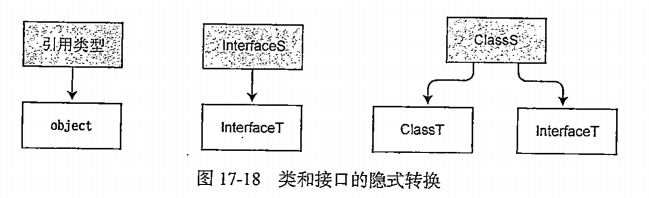 引用类型
InterfaceS
ClassS
object
InterfaceT
ClassT
InterfaceT
图 17-18 类和接口的隐式转换